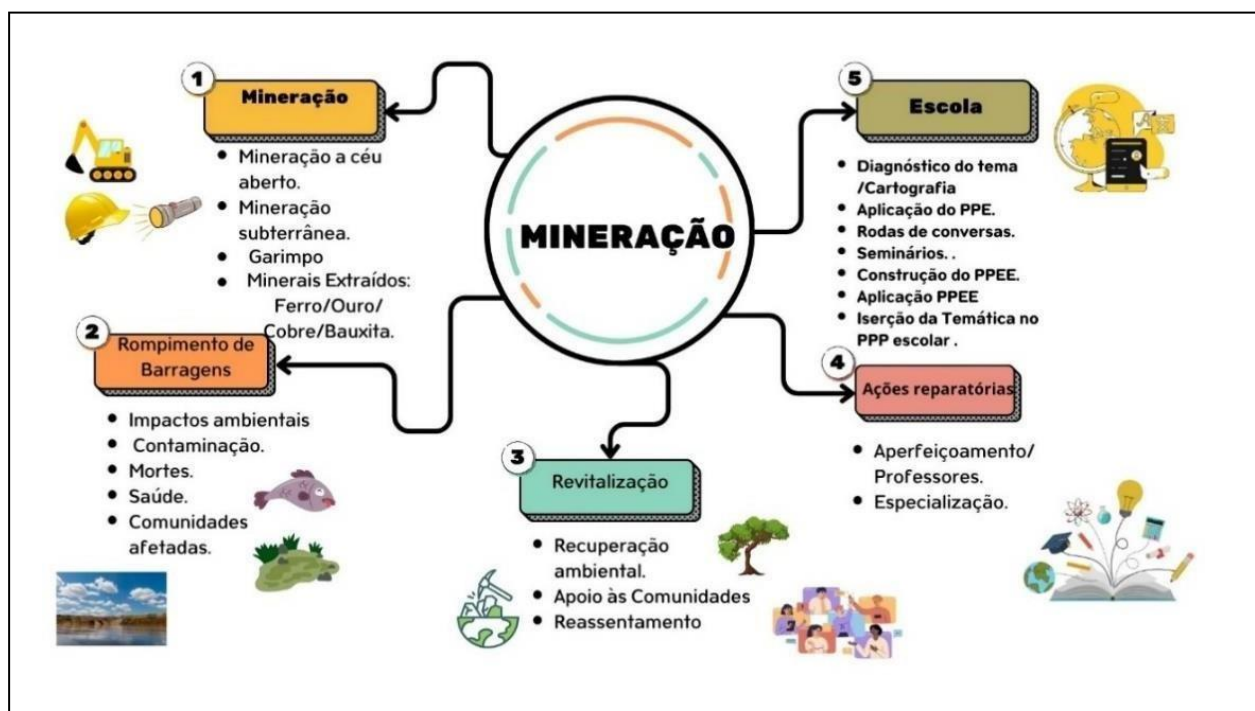 MINERAÇÃO
1
Mineração
• Mineração a céu
aberto.
• Mineração
subterrânea.
• Garimpo
• Minerais Extraídos:
Ferro/Ouro/
Cobre/Bauxita.
2
Rompimento de
Barragens
• Impactos ambientais
• Contaminação.
• Mortes.
• Saúde.
• Comunidades
afetadas.
3
Revitalização
• Recuperação
ambiental.
• Apoio às Comunidades
• Reassentamento
4
Ações reparatórias
• Aperfeiçoamento/
Professores.
• Especialização.
5
Escola
• Diagnóstico do tema
/Cartografia
• Aplicação do PPE.
• Rodas de conversas.
• Seminários. .
• Construção do PPEE.
• Aplicação PPEE
• Iserção da Temática no
PPP escolar .